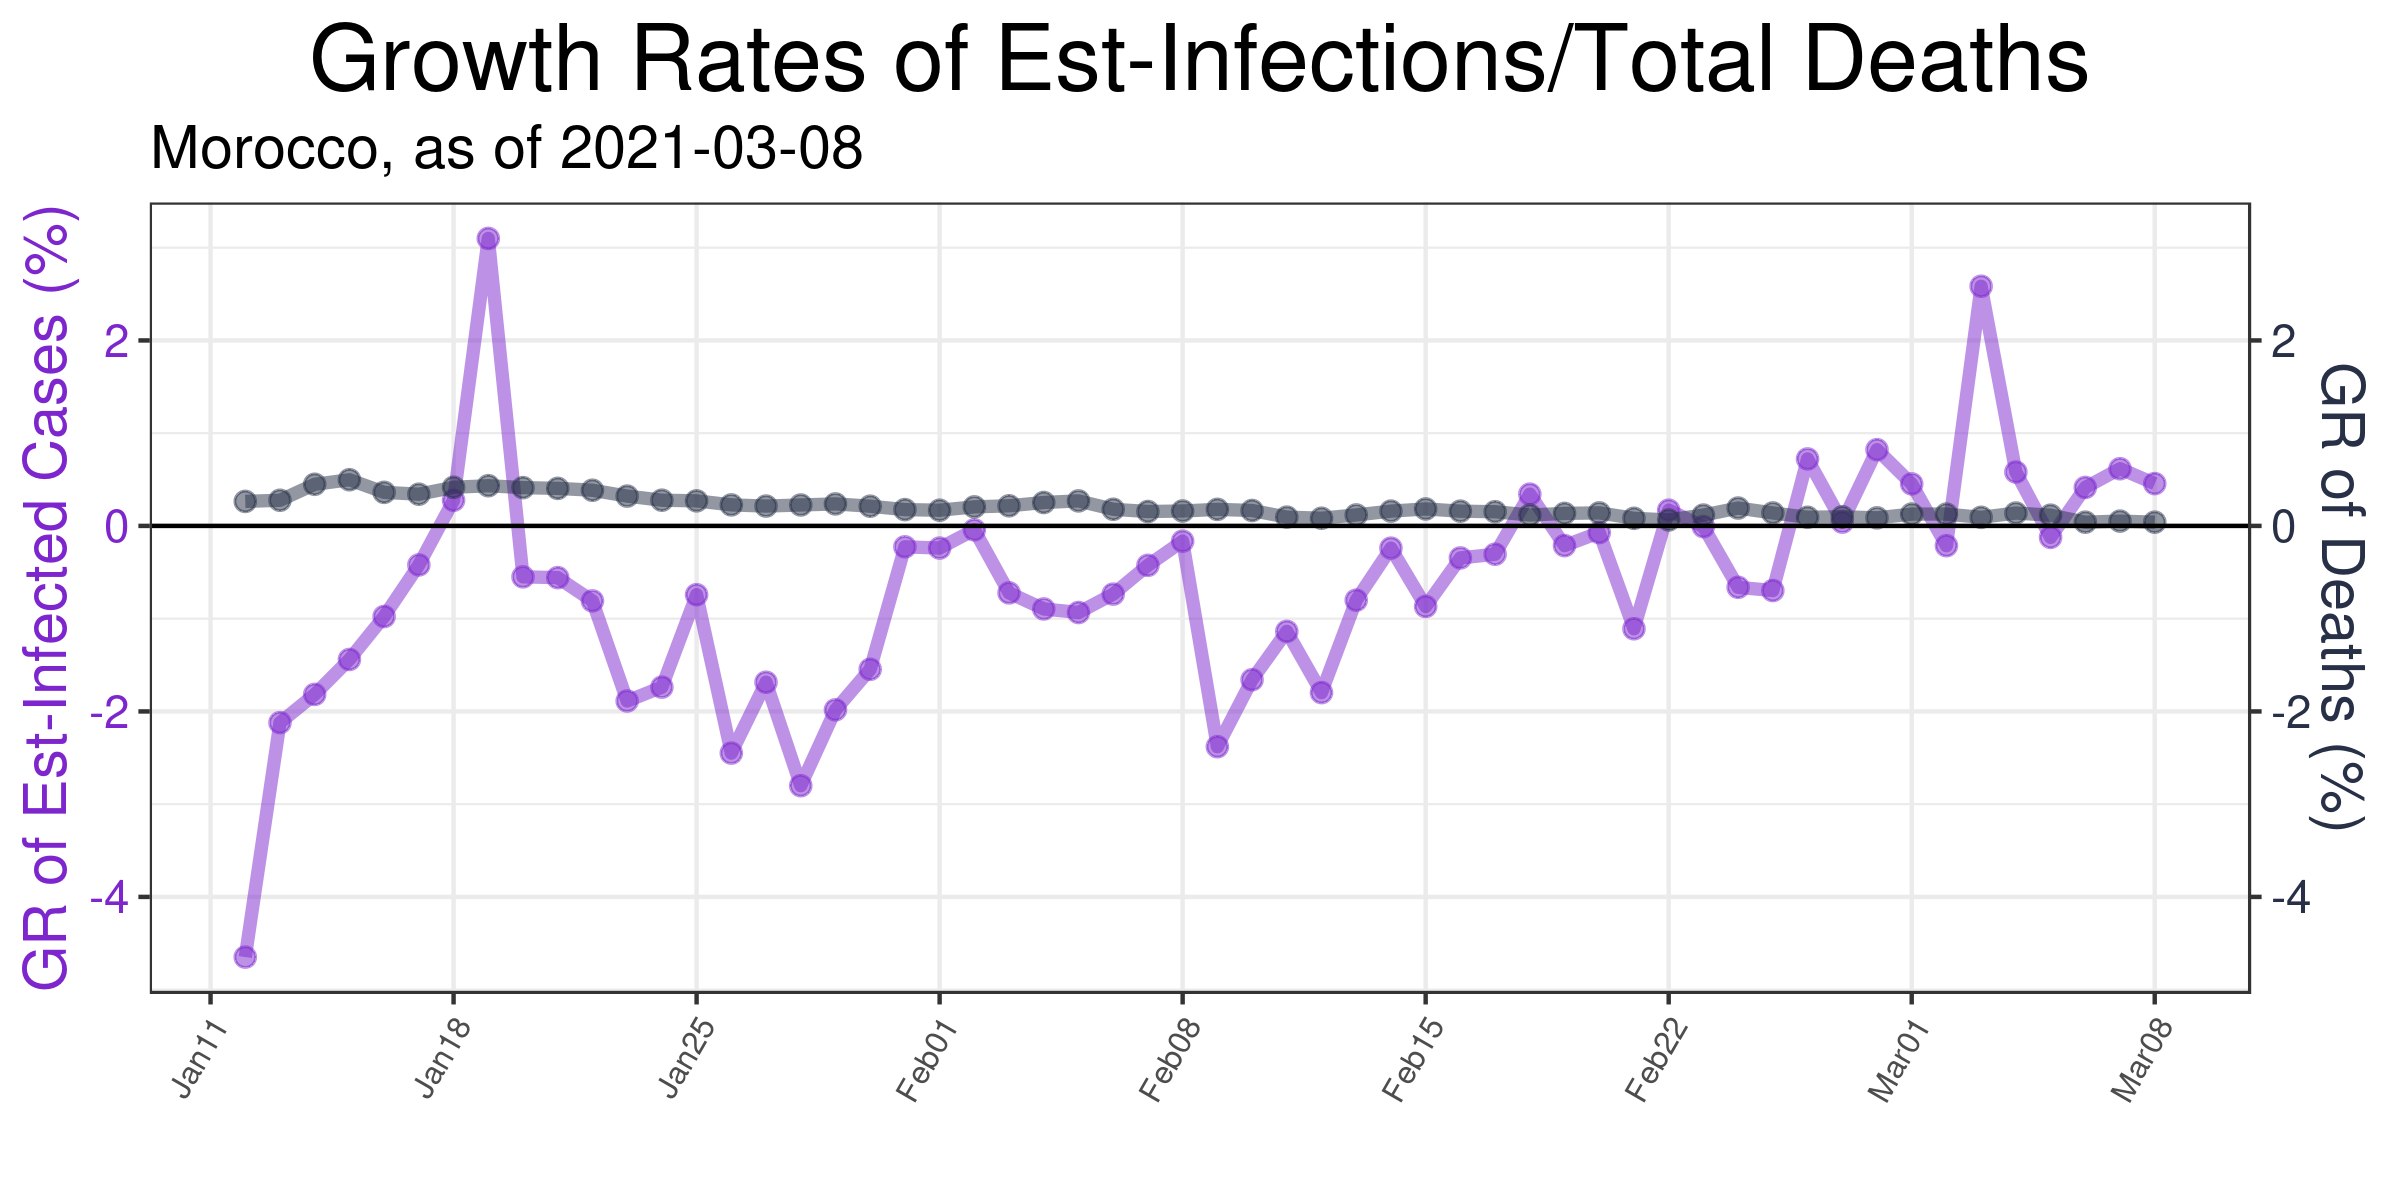 Growth Rates of Est-Infections/Total Deaths
Morocco, as of 2021-03-08
GR of Est-Infected Cases (%)
2
0
-2
-4
2
0
-2
-4
GR of Deaths (%)
Jan11
Jan18
Jan25
Feb01
Feb08
Feb15
Feb22
Mar01
Mar08